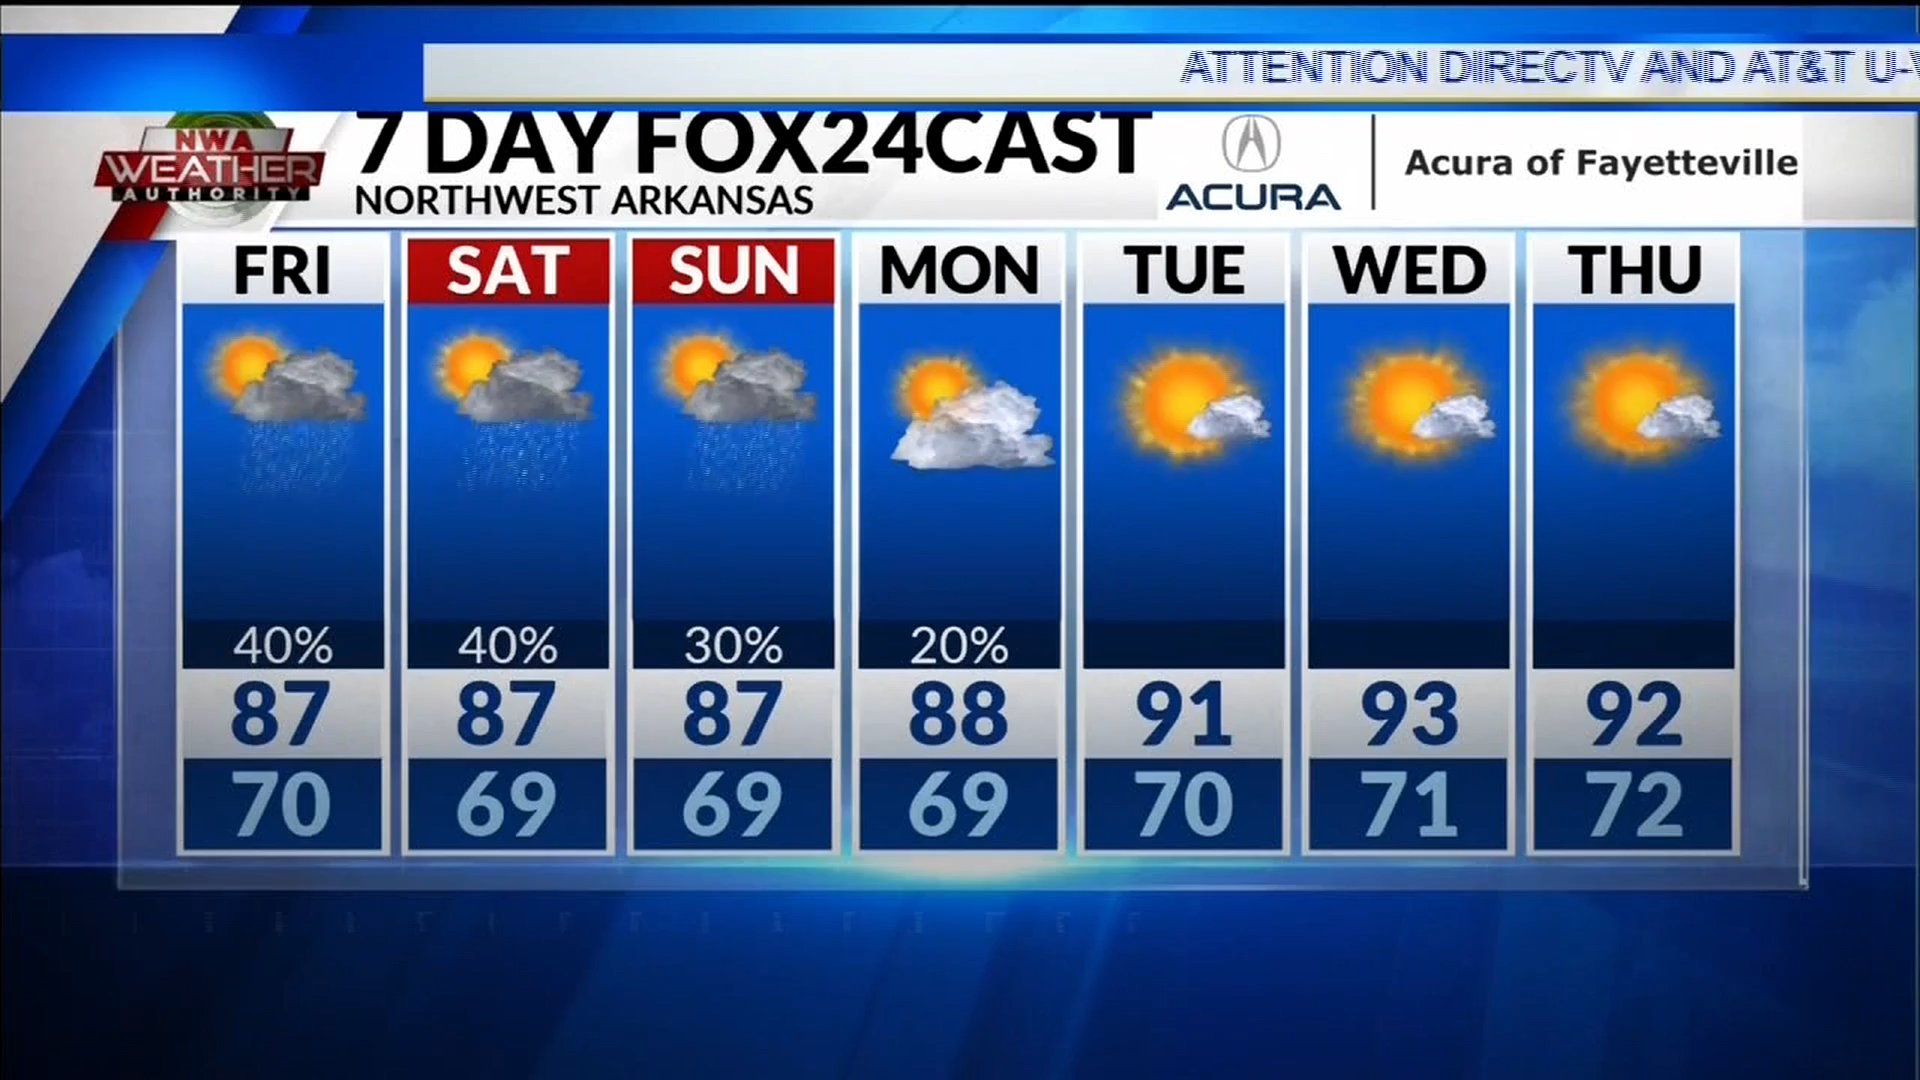 ATTENTION DIRECTV AND AT&T U-V
NWA
WEATHER
AUTHORITY
7 DAY FOX24CAST
NORTHWEST ARKANSAS
ACURA
Acura of Fayetteville
FRI SAT SUN MON TUE WED THU
40% 40% 30% 20%
87 87 87 88 91 93 92
70 69 69 69 70 71 72